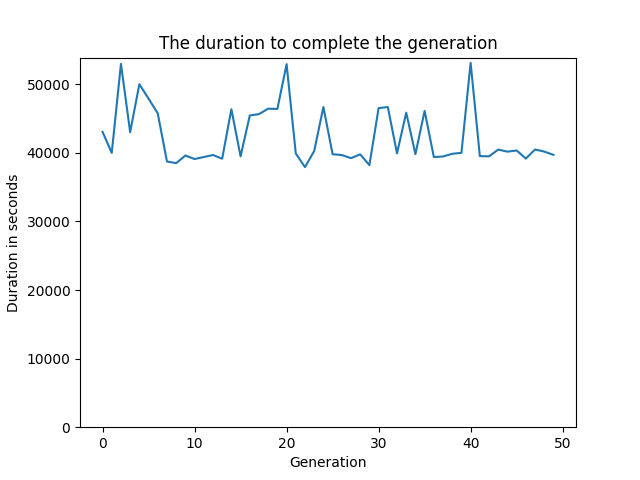 The duration to complete the generation
Duration in seconds
50000
40000
30000
20000
10000
0
0 10 20 30 40 50
Generation